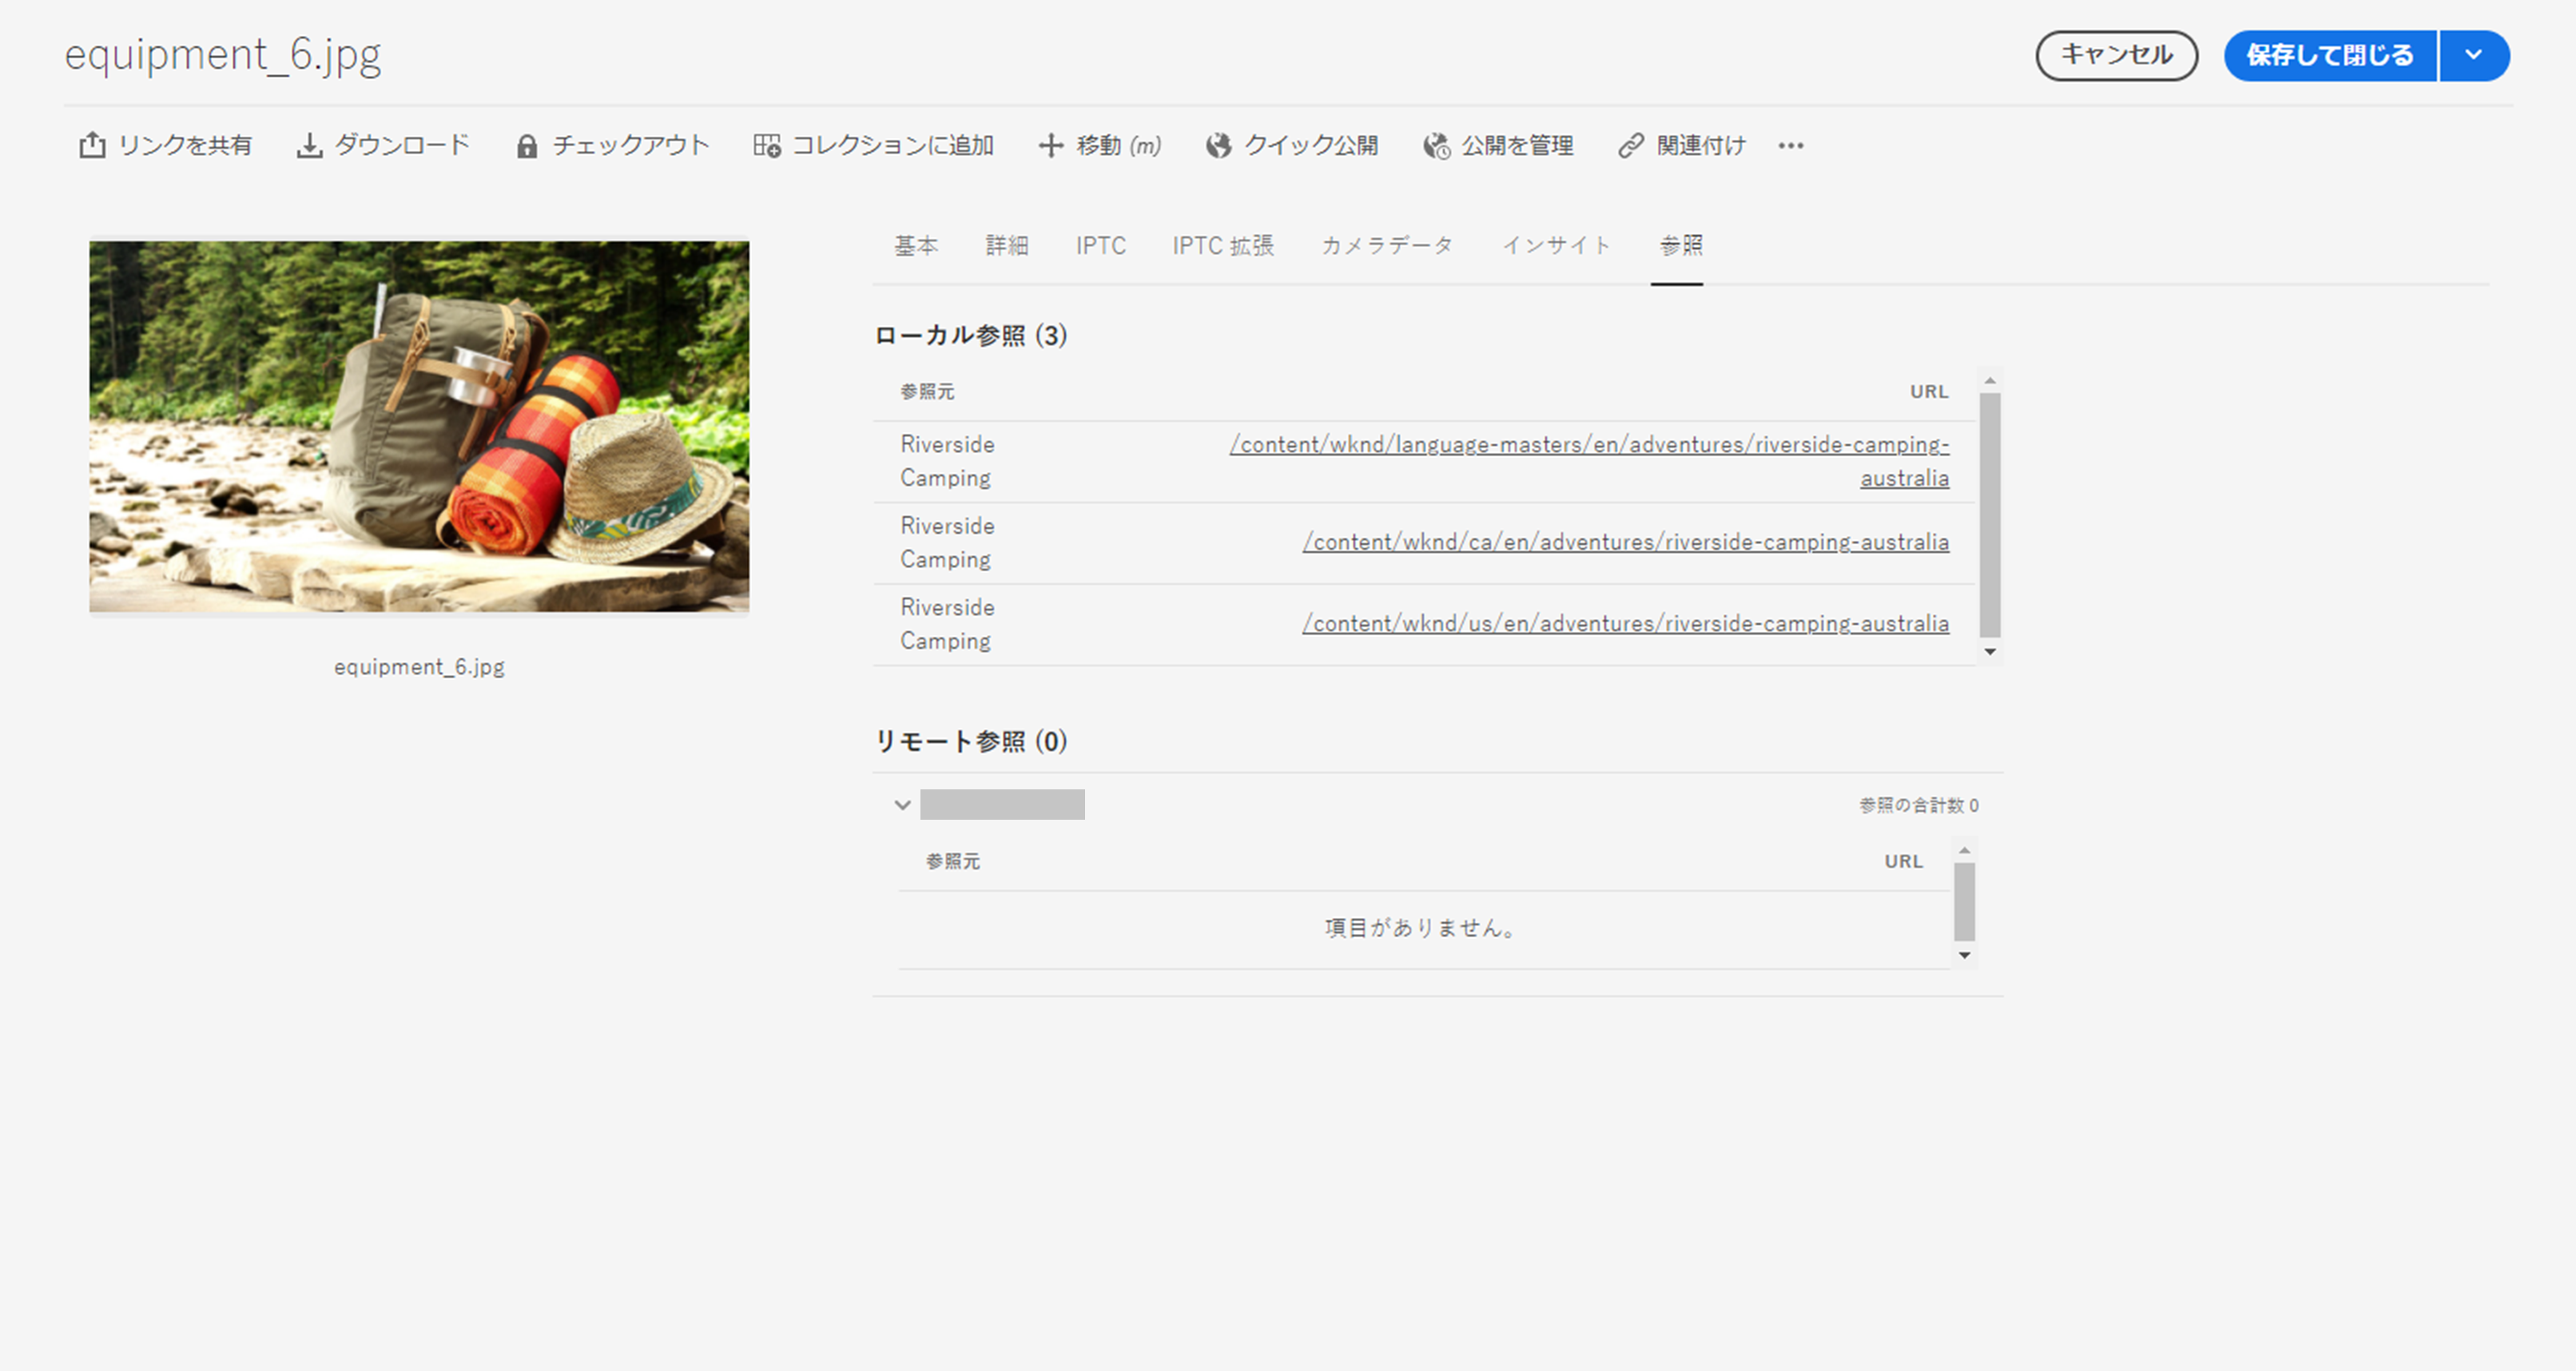 equipment_6.jpg
キャンセル
保存して閉じる
リンクを共有
ダウンロード
チェックアウト
コレクションに追加
移動 (m)
クイック公開
公開を管理
関連付け
基本
詳細
IPTC
IPTC 拡張
カメラデータ
インサイト
参照
equipment_6.jpg
ローカル参照 (3)
参照元
URL
Riverside
Camping
/content/wknd/language-masters/en/adventures/riverside-camping-
australia
Riverside
Camping
/content/wknd/ca/en/adventures/riverside-camping-australia
Riverside
Camping
/content/wknd/us/en/adventures/riverside-camping-australia
リモート参照 (0)
参照の合計数 0
参照元
URL
項目がありません。